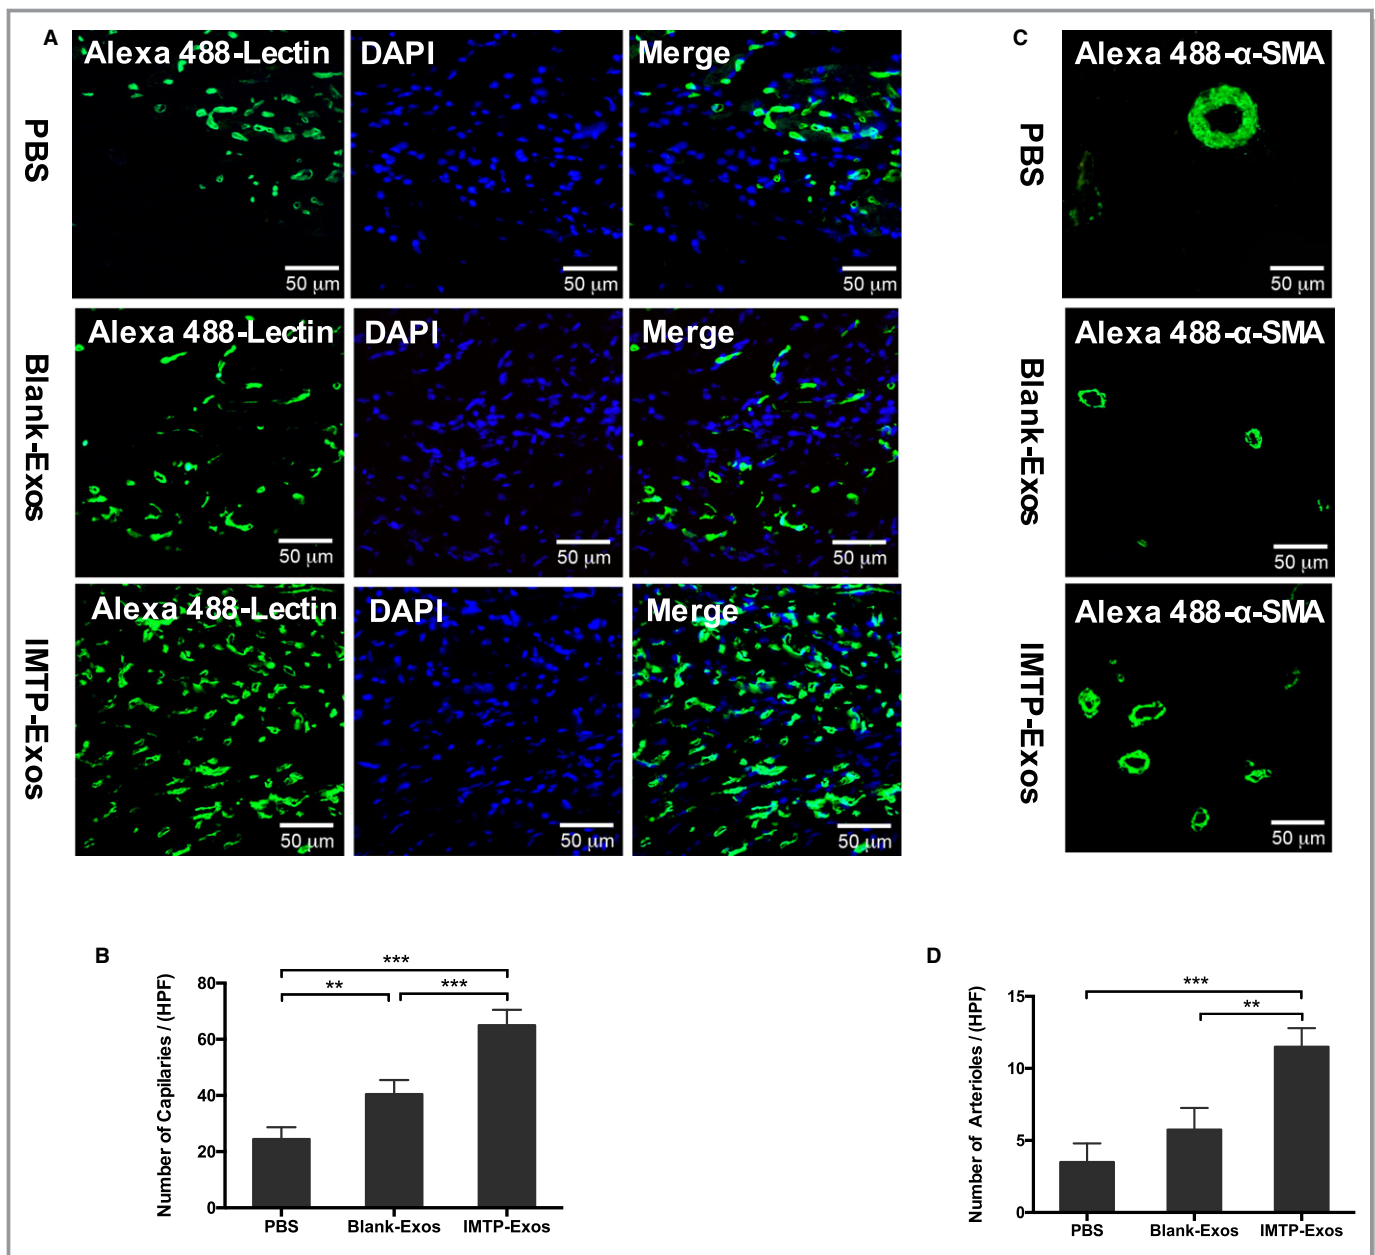 A
Alexa 488-Lectin
DAPI
Merge
PBS
50 μm
50 μm
50 μm
Alexa 488-Lectin
DAPI
Merge
Blank-Exos
50 μm
50 μm
50 μm
Alexa 488-Lectin
DAPI
Merge
IMTP-Exos
50 μm
50 μm
50 μm
C
Alexa 488-α-SMA
PBS
50 μm
Alexa 488-α-SMA
Blank-Exos
50 μm
Alexa 488-α-SMA
IMTP-Exos
50 μm
B
Number of Capilaries / (HPF)
80
60
40
20
0
***
**
***
PBS
Blank-Exos
IMTP-Exos
D
Number of Arterioles / (HPF)
15
10
5
0
***
**
PBS
Blank-Exos
IMTP-Exos